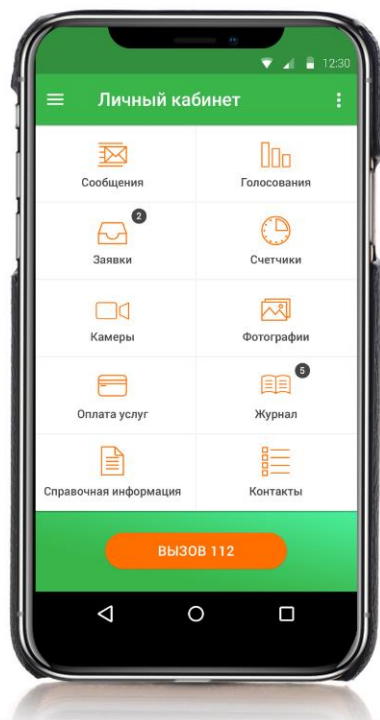 12:30
Личный кабинет
Сообщения
Голосования
2
Заявки
Счетчики
Камеры
Фотографии
Оплата услуг
5
Журнал
Справочная информация
Контакты
ВЫЗОВ 112